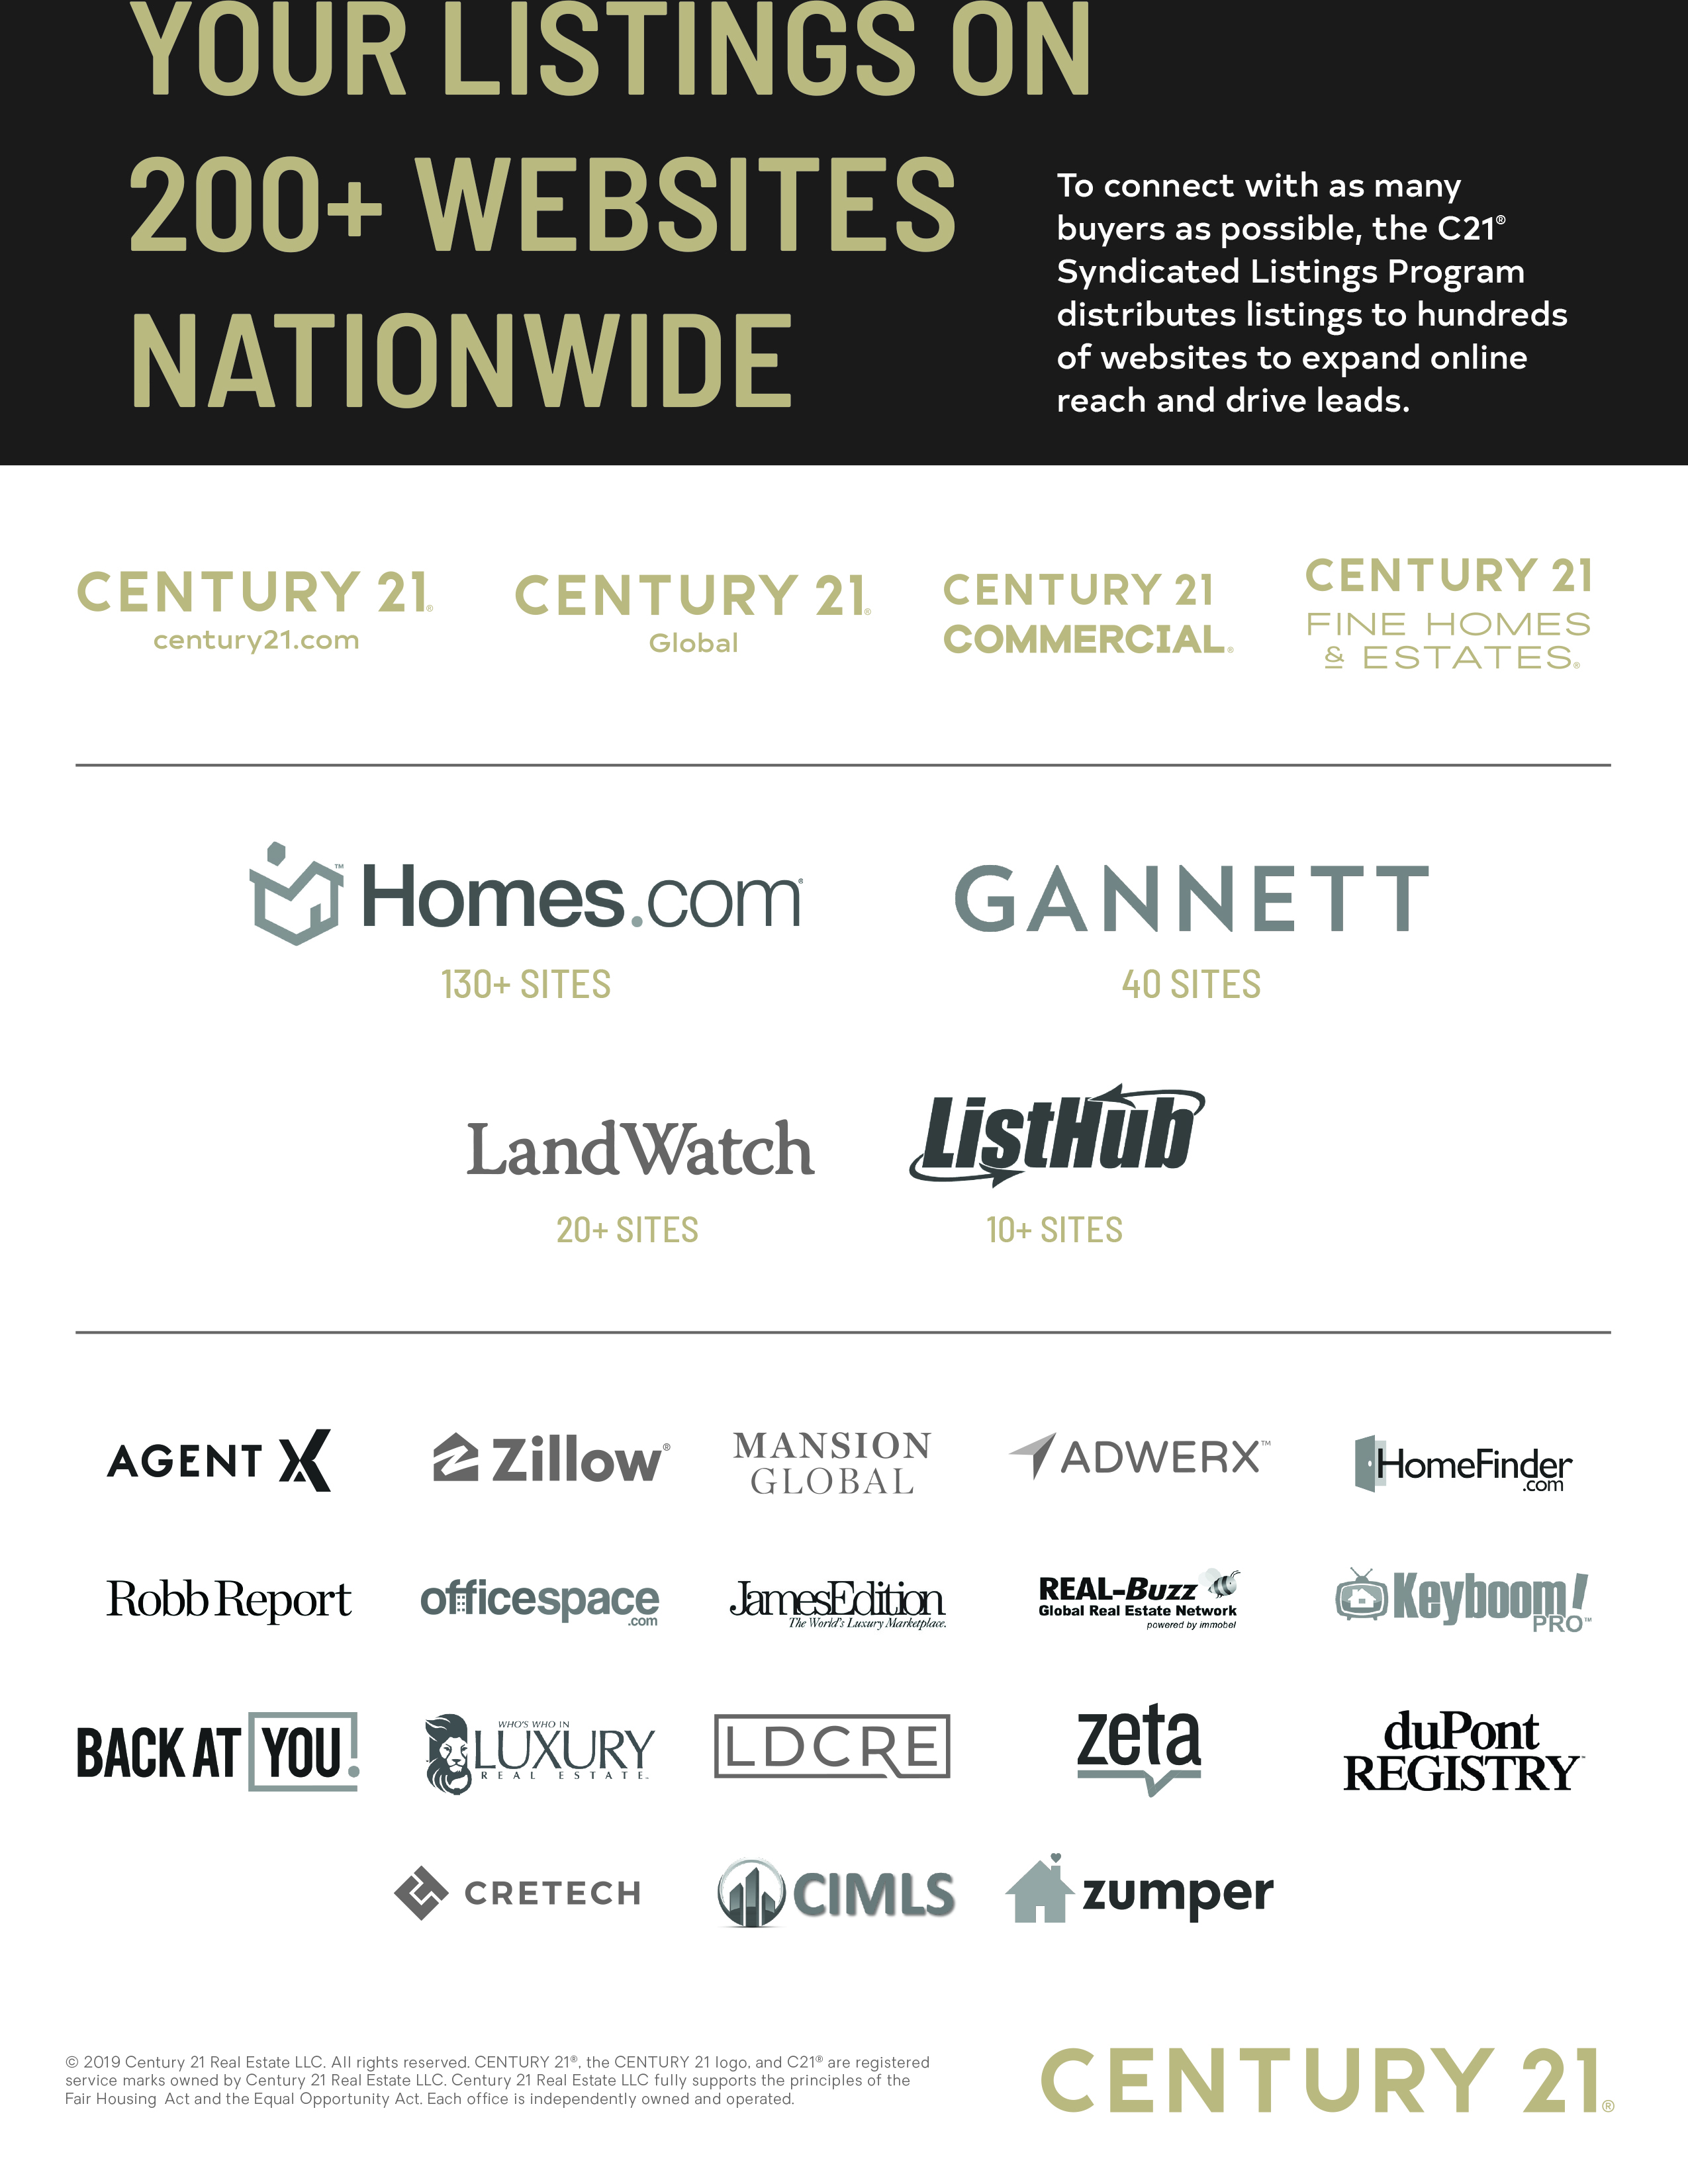 YOUR LISTINGS ON
200+ WEBSITES
NATIONWIDE
To connect with as many
buyers as possible, the C21®
Syndicated Listings Program
distributes listings to hundreds
of websites to expand online
reach and drive leads.
CENTURY 21®
century21.com
CENTURY 21®
Global
CENTURY 21
COMMERCIAL®
CENTURY 21
FINE HOMES
& ESTATES®
Homes.com®
™
130+ SITES
GANNETT
40 SITES
LandWatch
20+ SITES
ListHub
10+ SITES
AGENT X
Zillow®
MANSION
GLOBAL
ADWERX™
HomeFinder
.com
Robb Report
officespace
.com
JamesEdition
The World's Luxury Marketplace.
REAL-Buzz
Global Real Estate Network
powered by immobel
Keyboom!
PRO™
BACK AT YOU!
WHO'S WHO IN
LUXURY
REAL ESTATE
LDCRE
zeta
duPont
REGISTRY™
CRETECH
CIMLS
zumper
© 2019 Century 21 Real Estate LLC. All rights reserved. CENTURY 21®, the CENTURY 21 logo, and C21® are registered
service marks owned by Century 21 Real Estate LLC. Century 21 Real Estate LLC fully supports the principles of the
Fair Housing Act and the Equal Opportunity Act. Each office is independently owned and operated.
CENTURY 21®